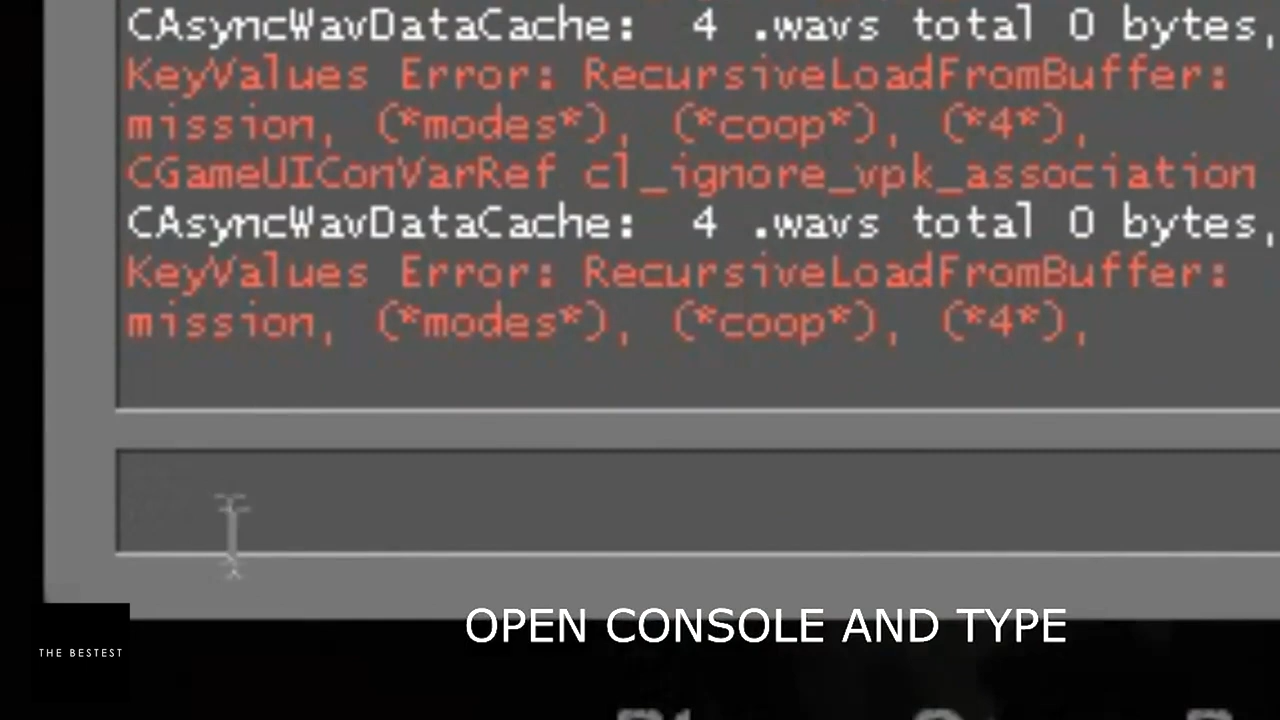 CAsyncWavDataCache:  4 .wavs total 0 bytes,
KeyValues Error: RecursiveLoadFromBuffer:
mission, (*modes*), (*coop*), (*4*),
CGameUIConVarRef cl_ignore_vpk_association
CAsyncWavDataCache:  4 .wavs total 0 bytes,
KeyValues Error: RecursiveLoadFromBuffer:
mission, (*modes*), (*coop*), (*4*),
OPEN CONSOLE AND TYPE
THE BESTEST